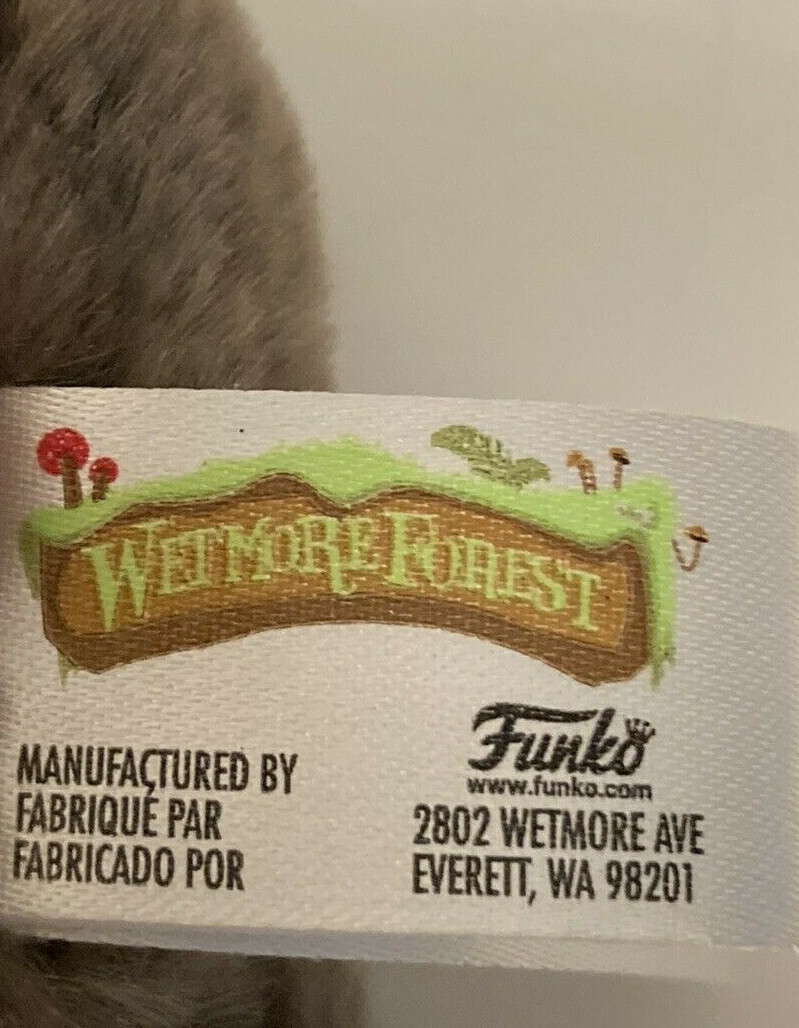 WETMORE FOREST
MANUFACTURED BY
FABRIQUÉ PAR
FABRICADO POR
Funko
www.funko.com
2802 WETMORE AVE
EVERETT, WA 98201